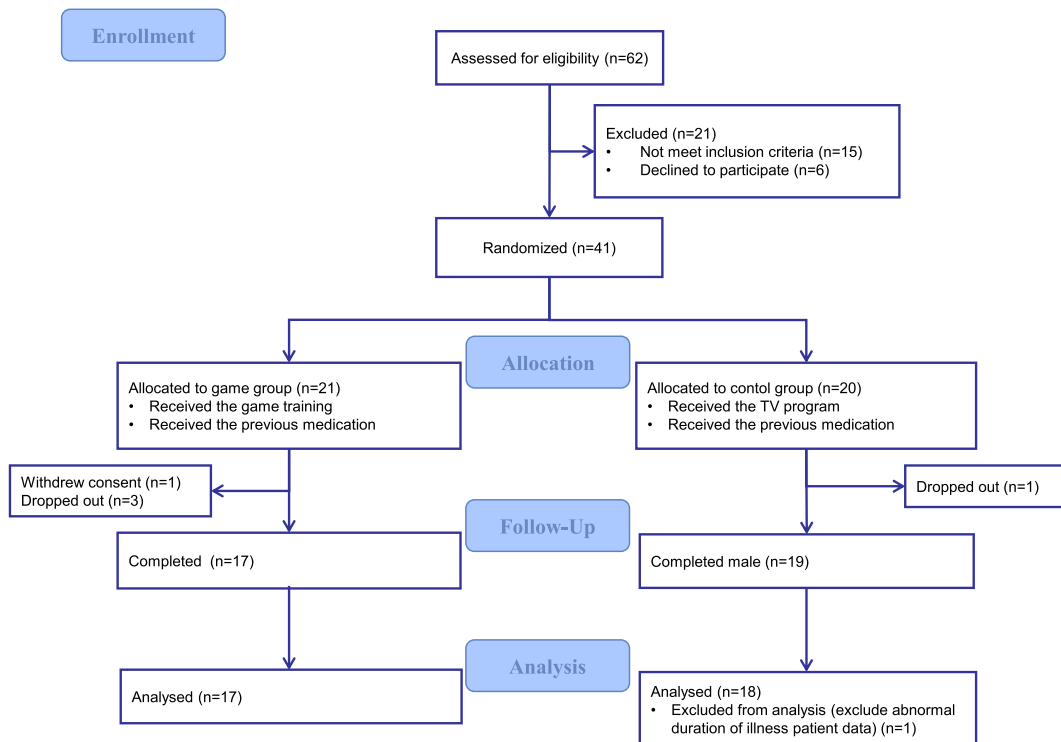 Enrollment
Assessed for eligibility (n=62)
Excluded (n=21)
• Not meet inclusion criteria (n=15)
• Declined to participate (n=6)
Randomized (n=41)
Allocation
Allocated to game group (n=21)
• Received the game training
• Received the previous medication
Allocated to contol group (n=20)
• Received the TV program
• Received the previous medication
Withdrew consent (n=1)
Dropped out (n=3)
Dropped out (n=1)
Follow-Up
Completed (n=17)
Completed male (n=19)
Analysis
Analysed (n=17)
Analysed (n=18)
• Excluded from analysis (exclude abnormal
duration of illness patient data) (n=1)